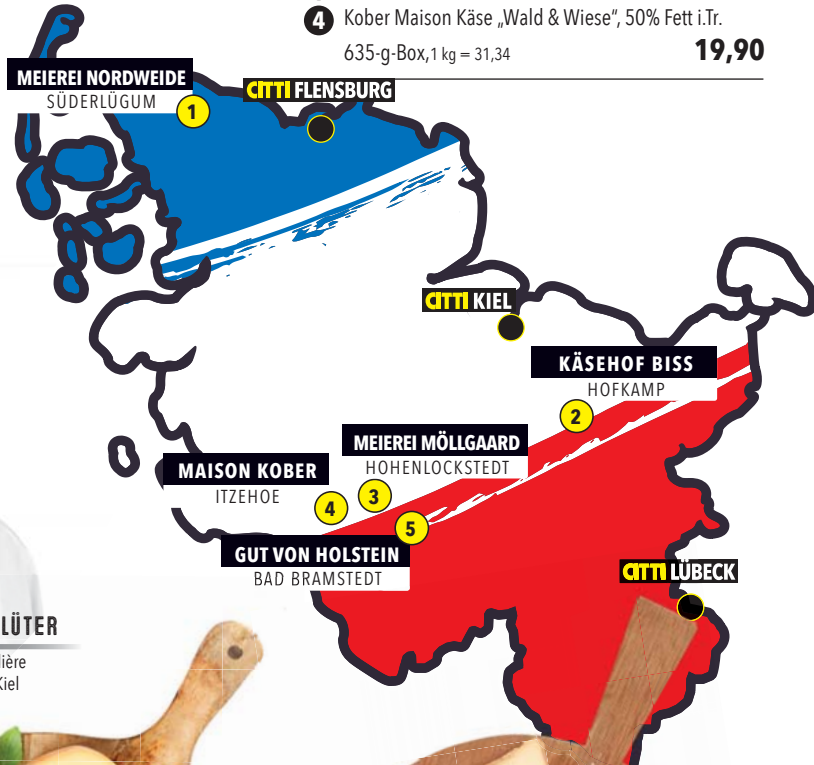 4 Kober Maison Käse „Wald & Wiese“, 50% Fett i.Tr.
635-g-Box, 1 kg = 31,34 19,90
MEIEREI NORDWEIDE
SÜDERLÜGUM
1
CITTI FLENSBURG
CITTI KIEL
KÄSEHOF BISS
HOFKAMP
2
MEIEREI MÖLLGAARD
HOHENLOCKSTEDT
3
MAISON KOBER
ITZEHOE
4
5
GUT VON HOLSTEIN
BAD BRAMSTEDT
CITTI LÜBECK
LÜTER
ière
Kiel